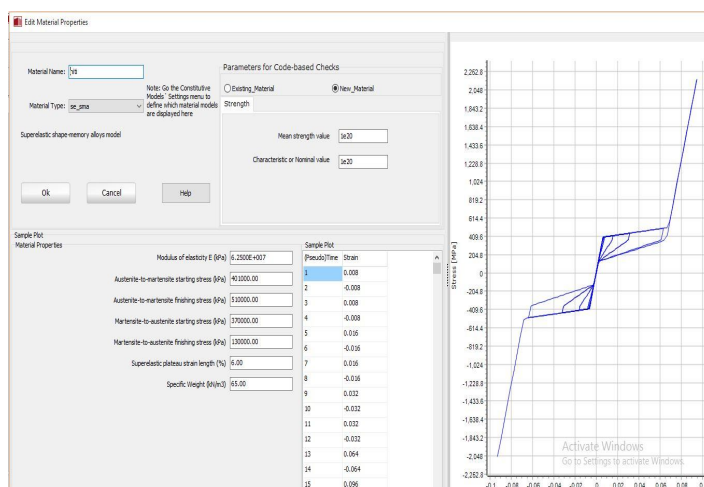 Edit Material Properties
Material Name:
Material Type: se_sma
Note: Go the Constitutive
Models` Settings menu to
define which material models
are displayed here
Superelastic shape-memory alloys model
Ok Cancel Help
Parameters for Code-based Checks
Existing_Material New_Material
Strength
Mean strength value 1e20
Characteristic or Nominal value 1e20
Sample Plot
Material Properties
Modulus of elasticity E (kPa) 6.2500E+007
Austenite-to-martensite starting stress (kPa) 401000.00
Austenite-to-martensite finishing stress (kPa) 510000.00
Martensite-to-austenite starting stress (kPa) 370000.00
Martensite-to-austenite finishing stress (kPa) 130000.00
Superelastic plateau strain length (%) 6.00
Specific Weight (kN/m3) 65.00
Sample Plot
(Pseudo)Time Strain
1 0.008
2 -0.008
3 0.008
4 -0.008
5 0.016
6 -0.016
7 0.016
8 -0.016
9 0.032
10 -0.032
11 0.032
12 -0.032
13 0.064
14 -0.064
15 0.096
Stress [MPa]
2.262.8
2.048
1.843.2
1.638.4
1.433.6
1.228.8
1.024
819.2
614.4
409.6
204.8
0
-204.8
-409.6
-614.4
-819.2
-1.024
-1.228.8
-1.433.6
-1.638.4
-1.843.2
-2.048
-2.252.8
-0.1 -0.08 -0.06 -0.04 -0.02 0 0.02 0.04 0.06 0.08
Activate Windows
Go to Settings to activate Windows